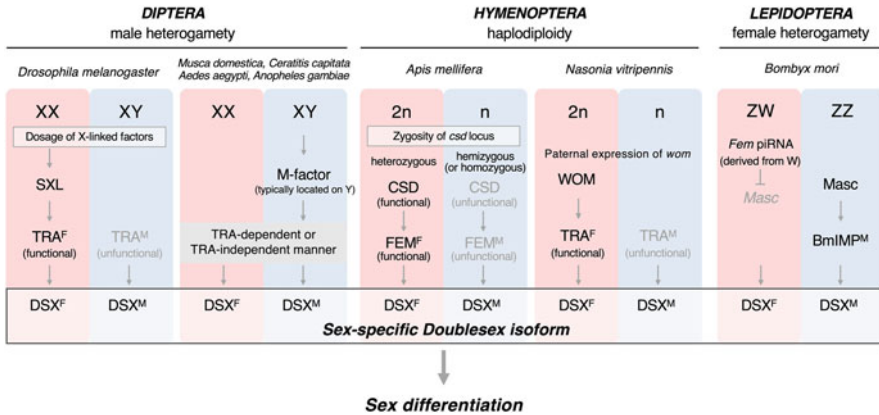 DIPTERA
male heterogamety
HYMENOPTERA
haplodiploidy
LEPIDOPTERA
female heterogamety
Drosophila melanogaster
Musca domestica, Ceratitis capitata
Aedes aegypti, Anopheles gambiae
Apis mellifera
Nasonia vitripennis
Bombyx mori
XX
XY
XX
XY
2n
n
2n
n
ZW
ZZ
Dosage of X-linked factors
SXL
TRAF
(functional)
TRAM
(unfunctional)
M-factor
(typically located on Y)
TRA-dependent or
TRA-independent manner
Zygosity of csd locus
heterozygous
hemizygous
(or homozygous)
CSD
(functional)
CSD
(unfunctional)
FEMF
(functional)
FEMM
(unfunctional)
Paternal expression of wom
WOM
TRAF
(functional)
TRAM
(unfunctional)
Fem piRNA
(derived from W)
Masc
Masc
BmIMPM
DSXF
DSXM
DSXF
DSXM
DSXF
DSXM
DSXF
DSXM
DSXF
DSXM
Sex-specific Doublesex isoform
Sex differentiation